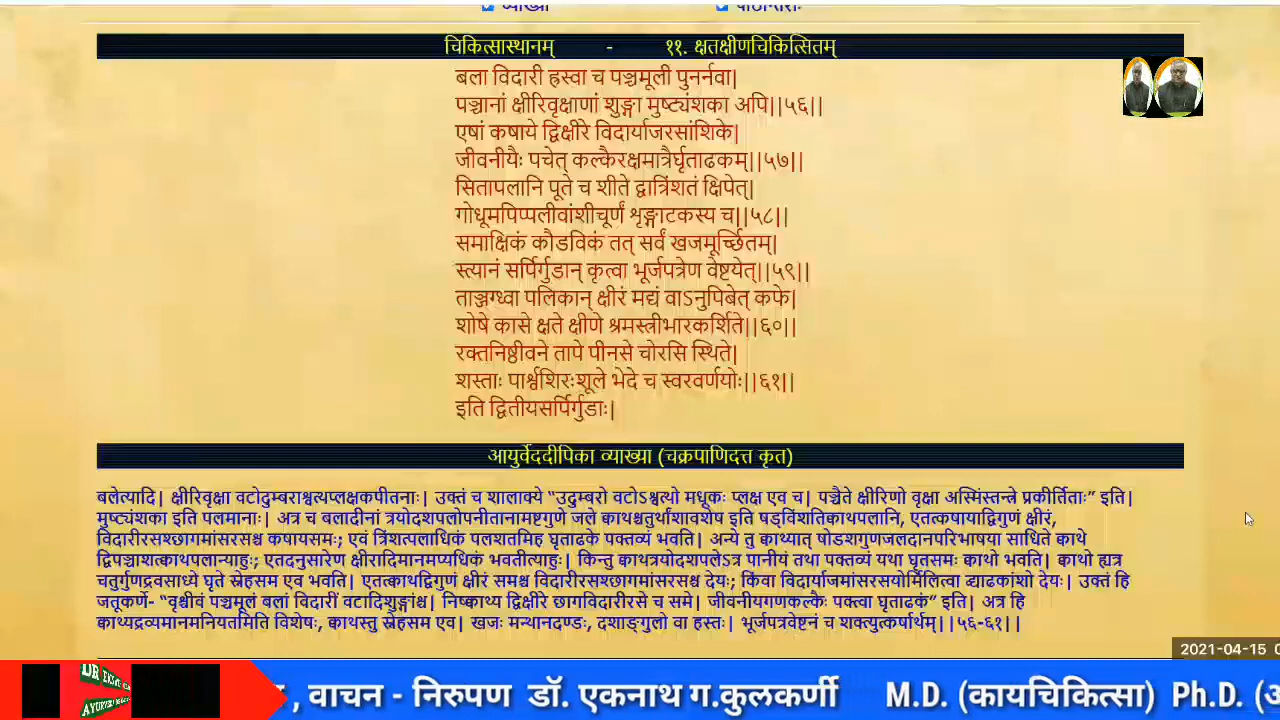 व्याख्या पाठान्तराः
चिकित्सास्थानम् - ११. क्षतक्षीणचिकित्सितम्
बला विदारी ह्रस्वा च पञ्चमूली पुनर्नवा|
पञ्चानां क्षीरिवृक्षाणां शुङ्गा मुष्ट्यंशका अपि||५६||
एषां कषाये द्विक्षीरे विदार्याजरसांशिके|
जीवनीयैः पचेत् कल्कैरक्षमात्रैर्घृताढकम्||५७||
सितापलानि पूते च शीते द्वात्रिंशतं क्षिपेत्|
गोधूमपिप्पलीवांशीचूर्णं शृङ्गाटकस्य च||५८||
समाक्षिकं कौडविकं तत् सर्वं खजमूर्च्छितम्|
स्त्यानं सर्पिर्गुडान् कृत्वा भूर्जपत्रेण वेष्टयेत्||५९||
ताञ्जग्ध्वा पलिकान् क्षीरं मद्यं वाऽनुपिबेत् कफे|
शोषे कासे क्षते क्षीणे श्रमस्त्रीभारकर्शिते||६०||
रक्तनिष्ठीवने तापे पीनसे चोरसि स्थिते|
शस्ताः पार्श्वशिरःशूले भेदे च स्वरवर्णयोः||६१||
इति द्वितीयसर्पिर्गुडाः|
आयुर्वेददीपिका व्याख्या (चक्रपाणिदत्त कृत)
बलेत्यादि| क्षीरिवृक्षा वटोदुम्बराश्वत्थप्लक्षकपीतनाः| उक्तं च शालाक्ये “उदुम्बरो वटोऽश्वत्थो मधूकः प्लक्ष एव च| पञ्चैते क्षीरिणो वृक्षा अस्मिंस्तन्त्रे प्रकीर्तिताः” इति|
मुष्ट्यंशका इति पलमानाः| अत्र च बलादीनां त्रयोदशपलोपनीतानामष्टगुणे जले क्वाथश्चतुर्थांशावशेष इति षड्विंशतिक्वाथपलानि, एतत्कषायाद्विगुणं क्षीरं,
विदारीरसश्छागमांसरसश्च कषायसमः; एवं त्रिंशत्पलाधिकं पलशतमिह घृताढके पक्तव्यं भवति| अन्ये तु क्वाथ्यात् षोडशगुणजलदानपरिभाषया साधिते क्वाथे
द्विपञ्चाशत्क्वाथपलान्याहुः; एतदनुसारेण क्षीरादिमानमप्यधिकं भवतीत्याहुः| किन्तु क्वाथत्रयोदशपलेऽत्र पानीयं तथा पक्तव्यं यथा घृतसमः क्वाथो भवति| क्वाथो ह्यत्र
चतुर्गुणद्रवसाध्ये घृते स्नेहसम एव भवति| एतत्क्वाथद्विगुणं क्षीरं समश्च विदारीरसश्छागमांसरसश्च देयः; किंवा विदार्याजमांसरसयोर्मिलित्वा क्वाढकांशो देयः| उक्तं हि
जतूकर्णे- “वृश्चीवं पञ्चमूलं बलां विदारीं वटादिशुङ्गांश्च| निष्क्वाथ्य द्विक्षीरे छागविदारीरसे च समे| जीवनीयगणकल्कैः पक्त्वा घृताढकं” इति| अत्र हि
क्वाथ्यद्रव्यमानमनियतमिति विशेषः, क्वाथस्तु स्नेहसम एव| खजः मन्थानदण्डः, दशाङ्गुलो वा हस्तः| भूर्जपत्रवेष्टनं च शक्त्युत्कर्षार्थम्||५६-६१||
2021-04-15
, वाचन - निरुपण डॉ. एकनाथ ग.कुलकर्णी M.D. (कायचिकित्सा) Ph.D.